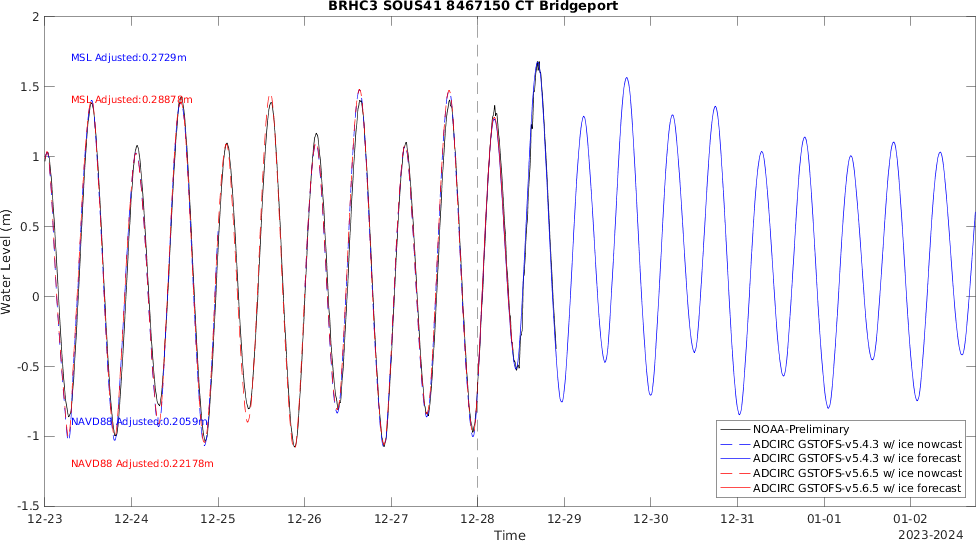 BRHC3 SOUS41 8467150 CT Bridgeport
2
1.5
1
0.5
0
-0.5
-1
-1.5
Water Level (m)
MSL Adjusted:0.2729m
MSL Adjusted:0.28878m
NAVD88 Adjusted:0.2059m
NAVD88 Adjusted:0.22178m
NOAA-Preliminary
ADCIRC GSTOFS-v5.4.3 w/ ice nowcast
ADCIRC GSTOFS-v5.4.3 w/ ice forecast
ADCIRC GSTOFS-v5.6.5 w/ ice nowcast
ADCIRC GSTOFS-v5.6.5 w/ ice forecast
12-23 12-24 12-25 12-26 12-27 12-28 12-29 12-30 12-31 01-01 01-02
Time
2023-2024